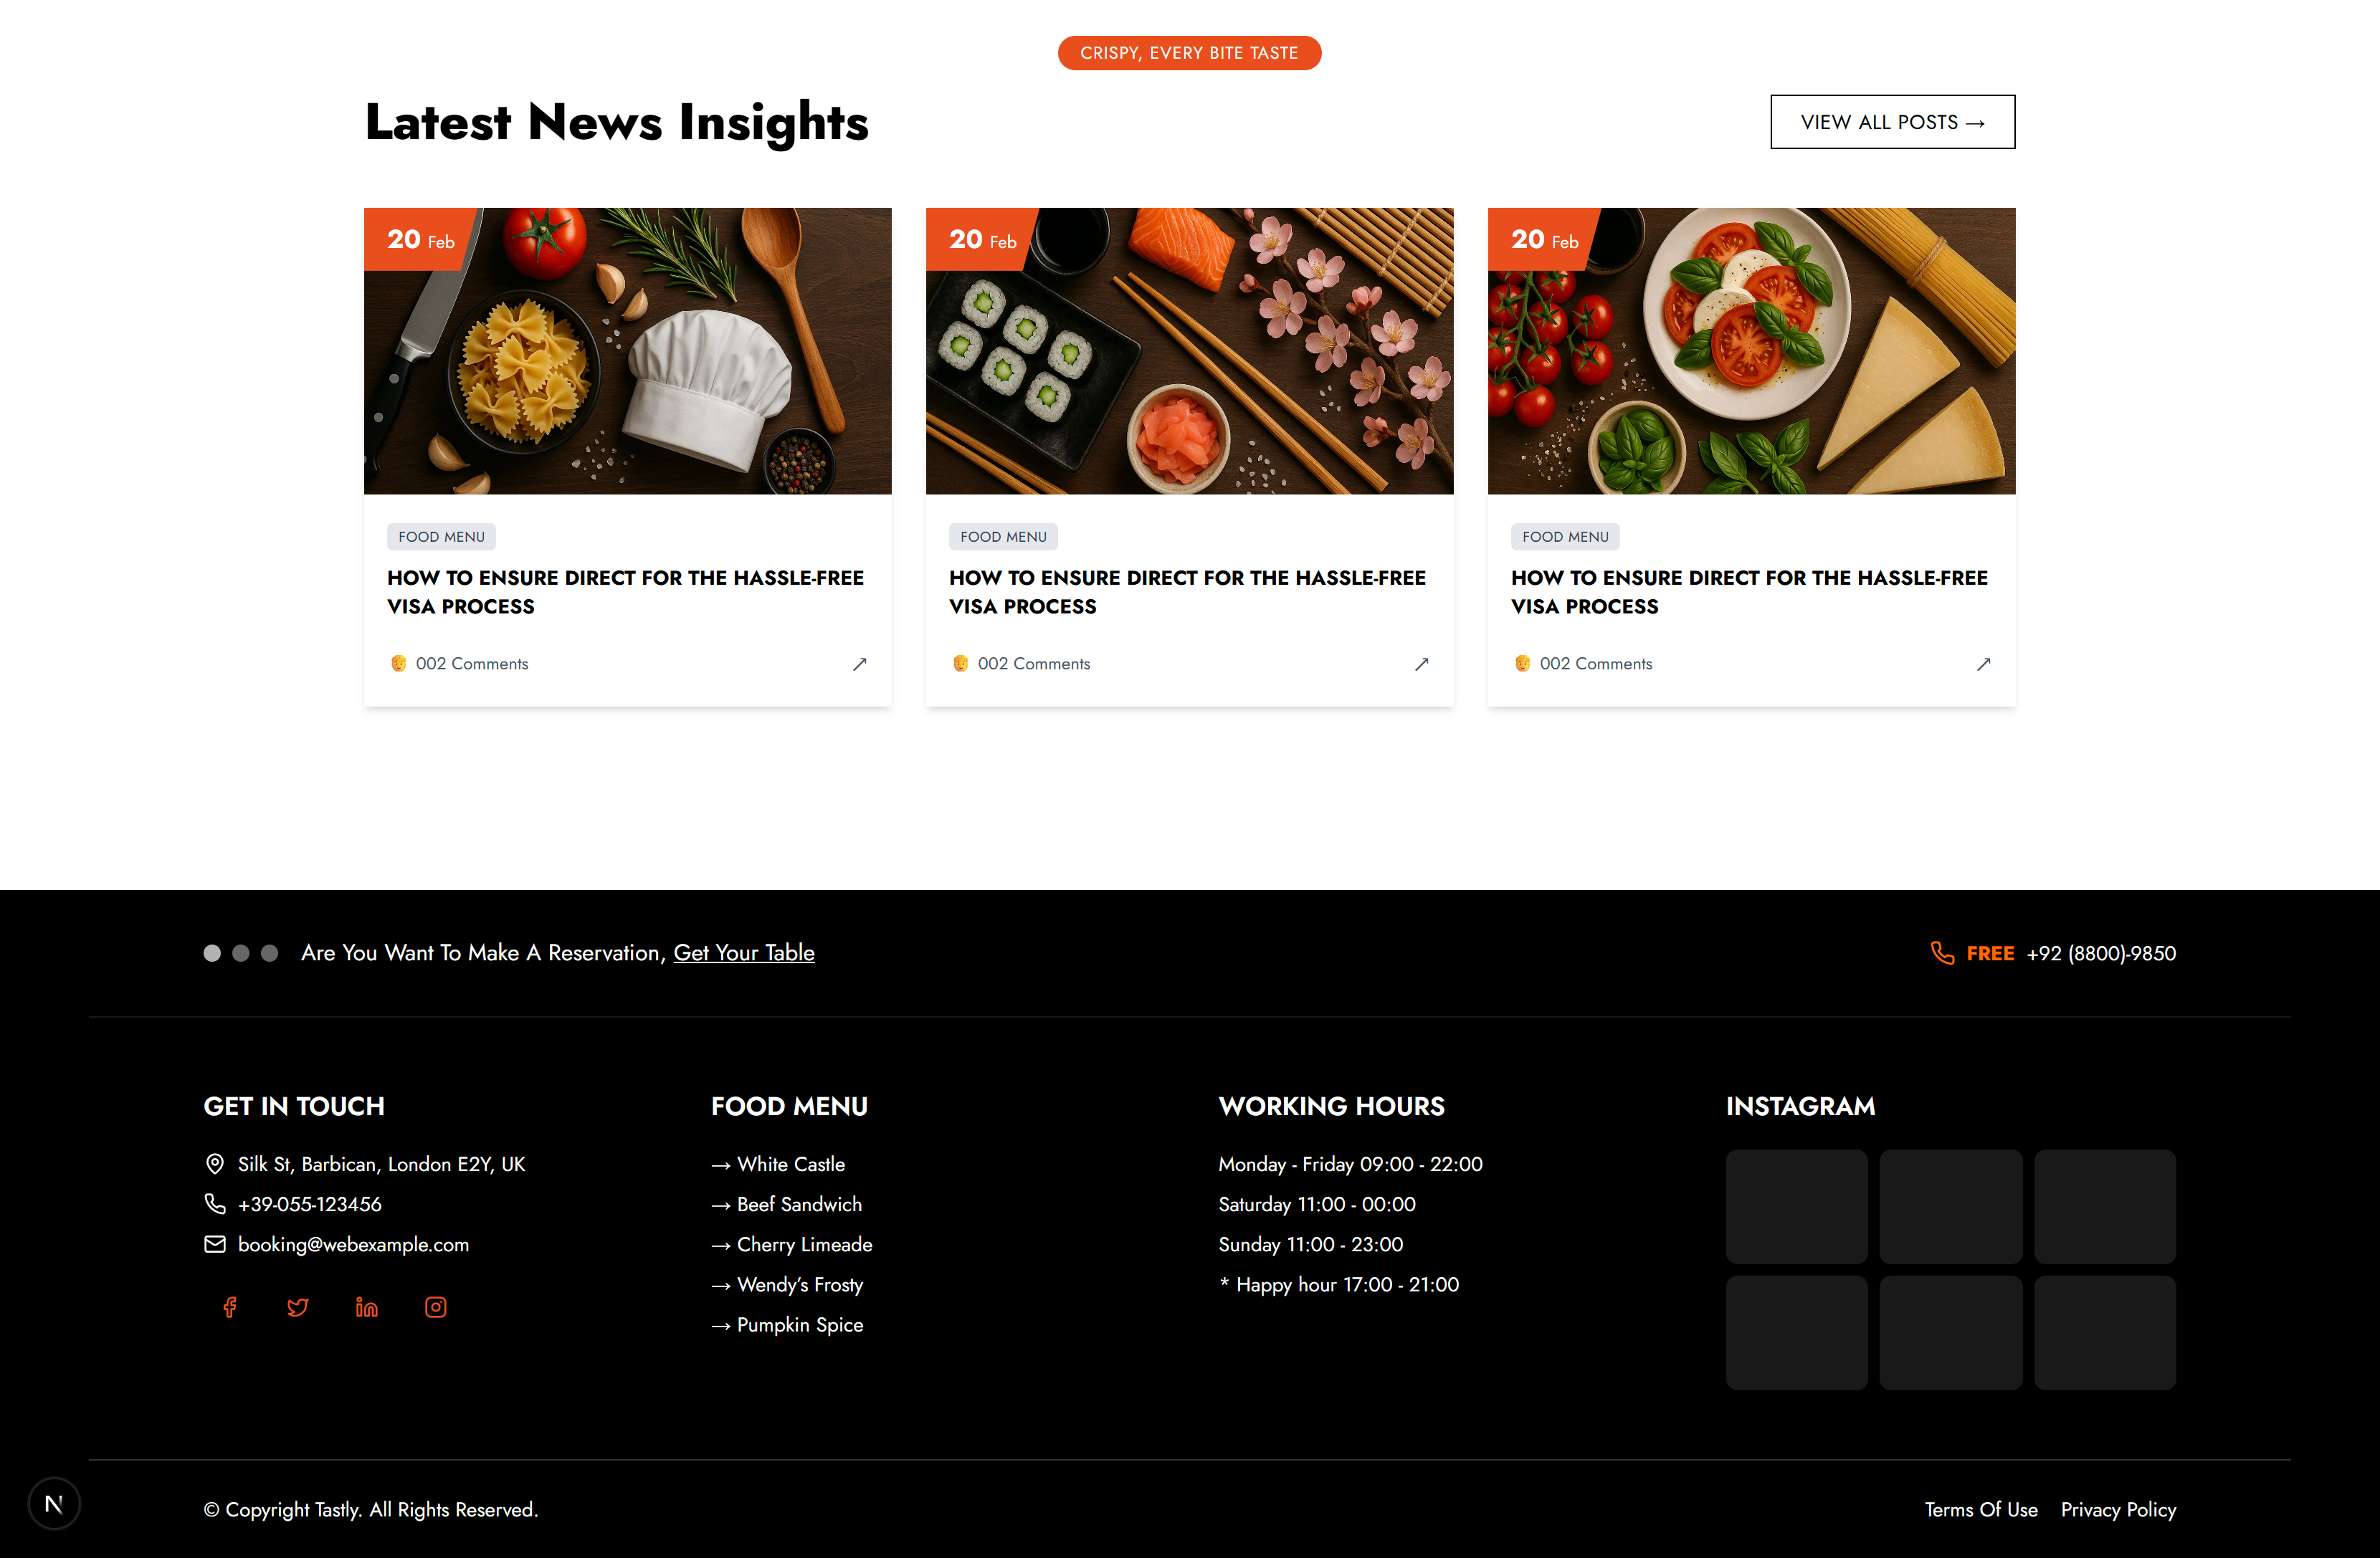 CRISPY, EVERY BITE TASTE
Latest News Insights
VIEW ALL POSTS →
20 Feb
20 Feb
20 Feb
FOOD MENU
HOW TO ENSURE DIRECT FOR THE HASSLE-FREE
VISA PROCESS
002 Comments
FOOD MENU
HOW TO ENSURE DIRECT FOR THE HASSLE-FREE
VISA PROCESS
002 Comments
FOOD MENU
HOW TO ENSURE DIRECT FOR THE HASSLE-FREE
VISA PROCESS
002 Comments
Are You Want To Make A Reservation, Get Your Table
FREE +92 (8800)-9850
GET IN TOUCH
Silk St, Barbican, London E2Y, UK
+39-055-123456
booking@webexample.com
FOOD MENU
→ White Castle
→ Beef Sandwich
→ Cherry Limeade
→ Wendy's Frosty
→ Pumpkin Spice
WORKING HOURS
Monday - Friday 09:00 - 22:00
Saturday 11:00 - 00:00
Sunday 11:00 - 23:00
* Happy hour 17:00 - 21:00
INSTAGRAM
N
© Copyright Tastly. All Rights Reserved.
Terms Of Use Privacy Policy